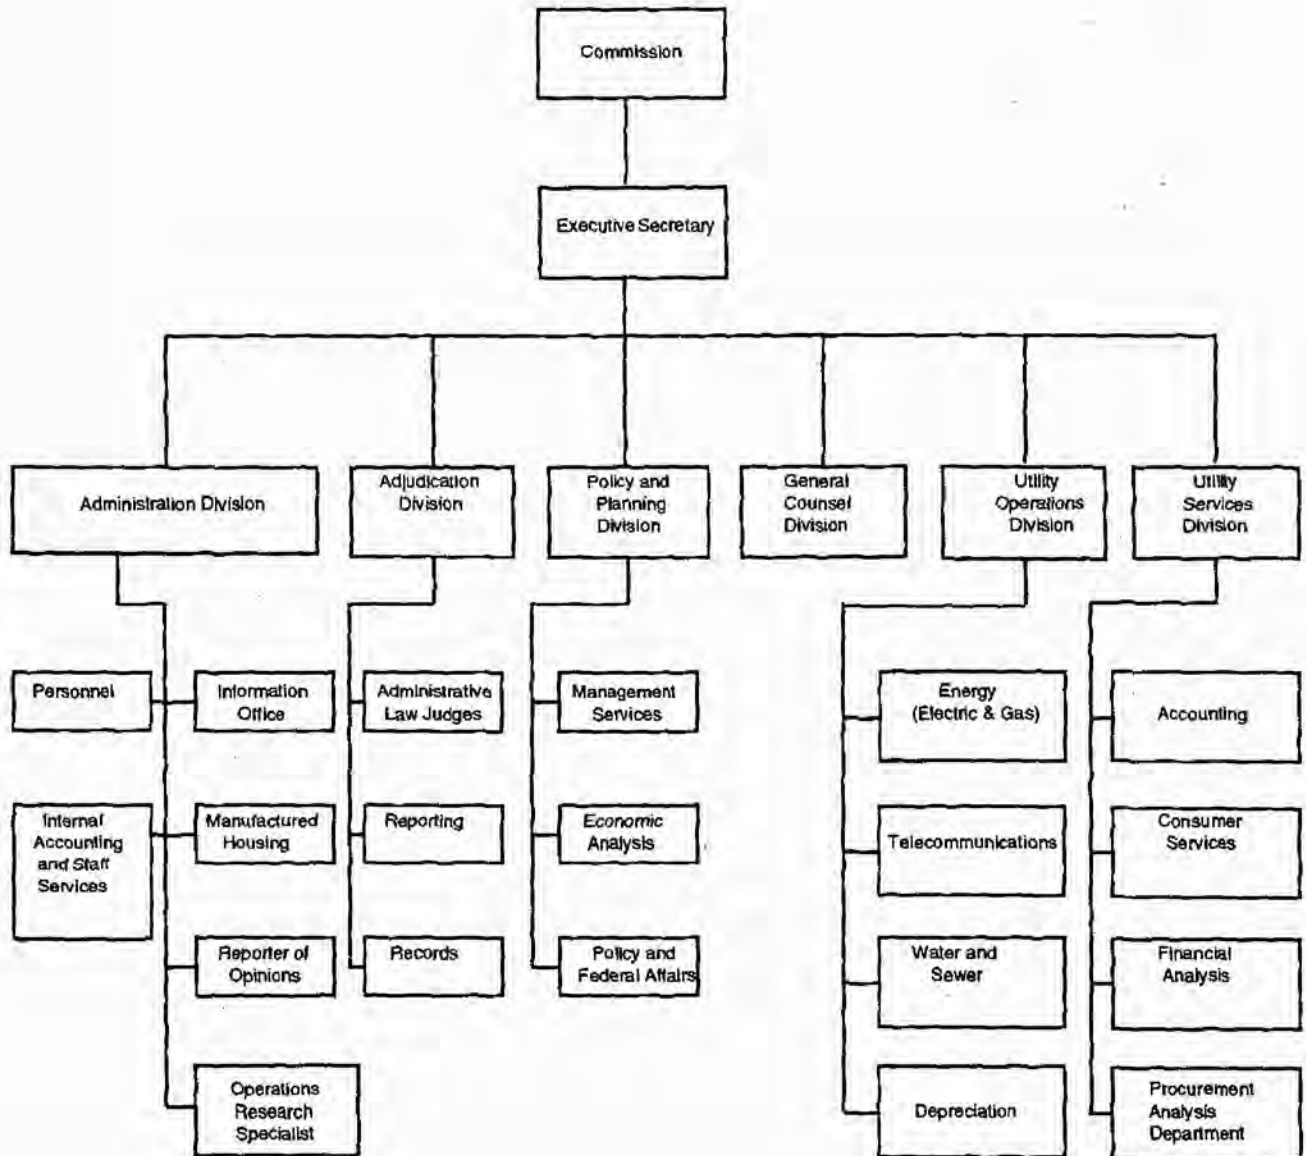 Commission
Executive Secretary
Administration Division
Adjudication
Division
Policy and
Planning
Division
General
Counsel
Division
Utility
Operations
Division
Utility
Services
Division
Personnel
Information
Office
Administrative
Law Judges
Management
Services
Energy
(Electric & Gas)
Accounting
Internal
Accounting
and Staff
Services
Manufactured
Housing
Reporting
Economic
Analysis
Telecommunications
Consumer
Services
Reporter of
Opinions
Records
Policy and
Federal Affairs
Water and
Sewer
Financial
Analysis
Operations
Research
Specialist
Depreciation
Procurement
Analysis
Department